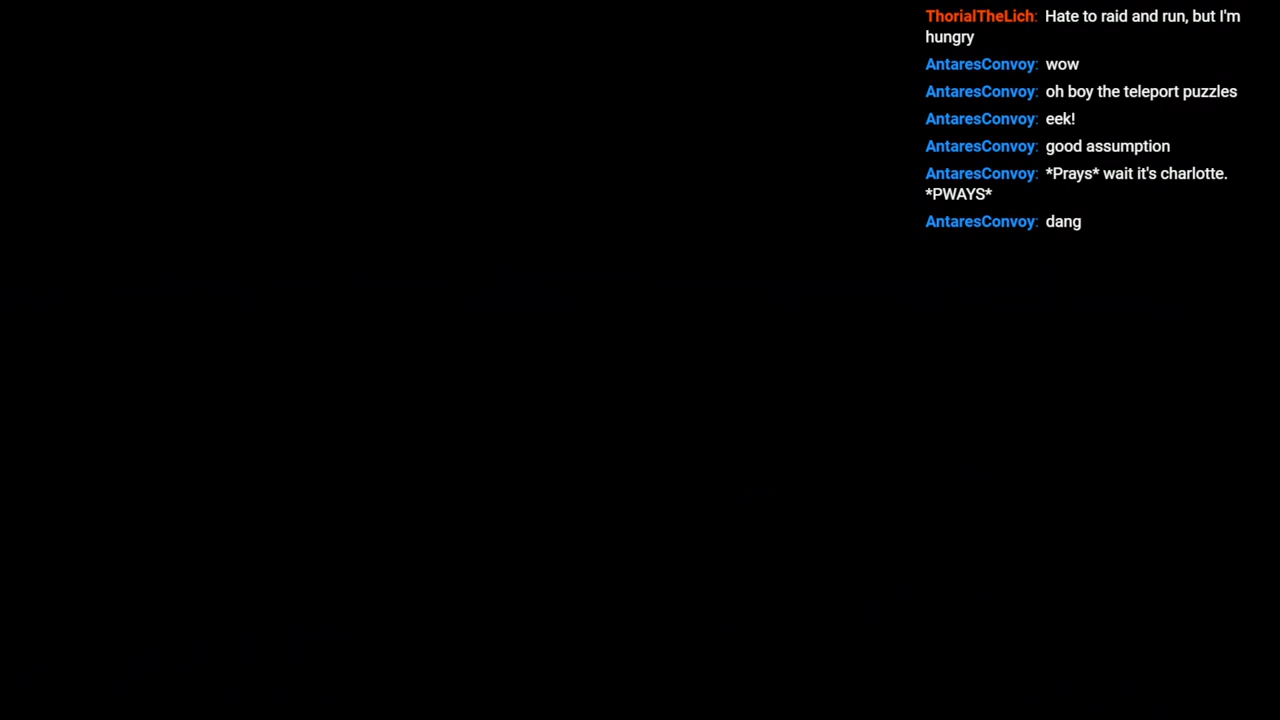 ThorialTheLich: Hate to raid and run, but I'm
hungry
AntaresConvoy: wow
AntaresConvoy: oh boy the teleport puzzles
AntaresConvoy: eek!
AntaresConvoy: good assumption
AntaresConvoy: *Prays* wait it's charlotte.
*PWAYS*
AntaresConvoy: dang